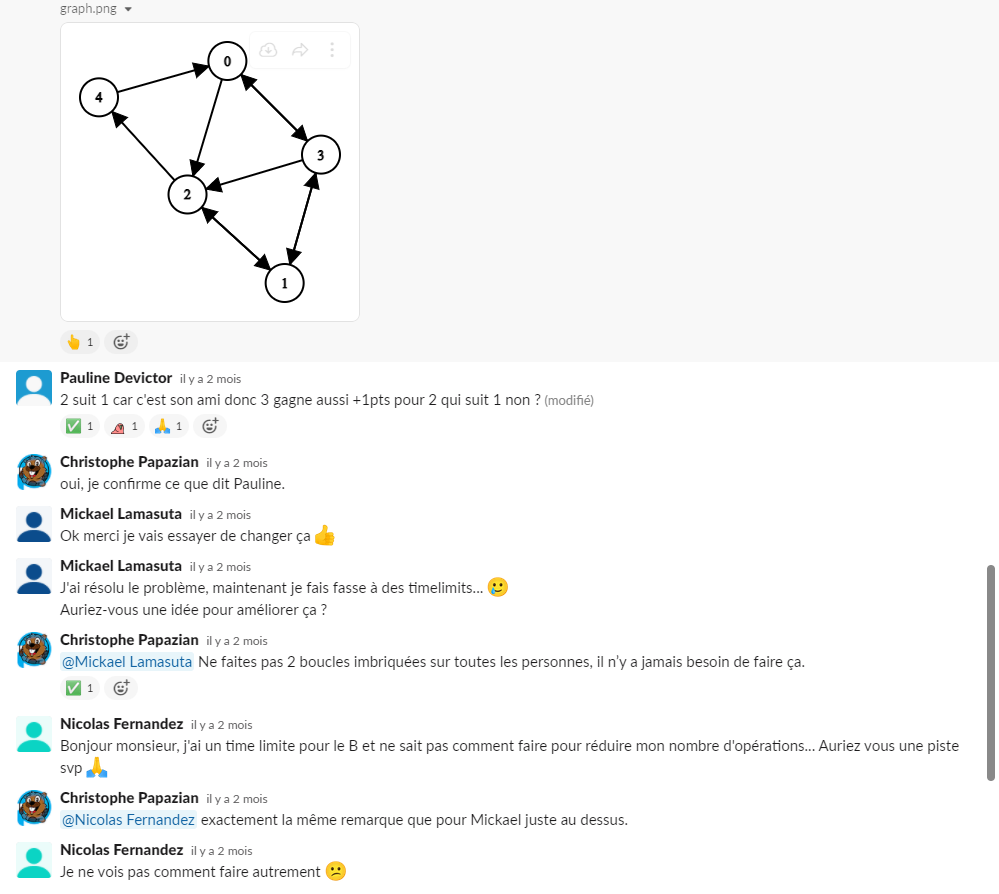 graph.png
0
4
3
2
1
1
Pauline Devictor il y a 2 mois
2 suit 1 car c'est son ami donc 3 gagne aussi +1pts pour 2 qui suit 1 non ? (modifié)
1 1 1
Christophe Papazian il y a 2 mois
oui, je confirme ce que dit Pauline.
Mickael Lamasuta il y a 2 mois
Ok merci je vais essayer de changer ça 👍
Mickael Lamasuta il y a 2 mois
J'ai résolu le problème, maintenant je fais fasse à des timelimits... 🥲
Auriez-vous une idée pour améliorer ça ?
Christophe Papazian il y a 2 mois
@Mickael Lamasuta Ne faites pas 2 boucles imbriquées sur toutes les personnes, il n'y a jamais besoin de faire ça.
1
Nicolas Fernandez il y a 2 mois
Bonjour monsieur, j'ai un time limite pour le B et ne sait pas comment faire pour réduire mon nombre d'opérations... Auriez vous une piste
svp 🙏
Christophe Papazian il y a 2 mois
@Nicolas Fernandez exactement la même remarque que pour Mickael juste au dessus.
Nicolas Fernandez il y a 2 mois
Je ne vois pas comment faire autrement 😕